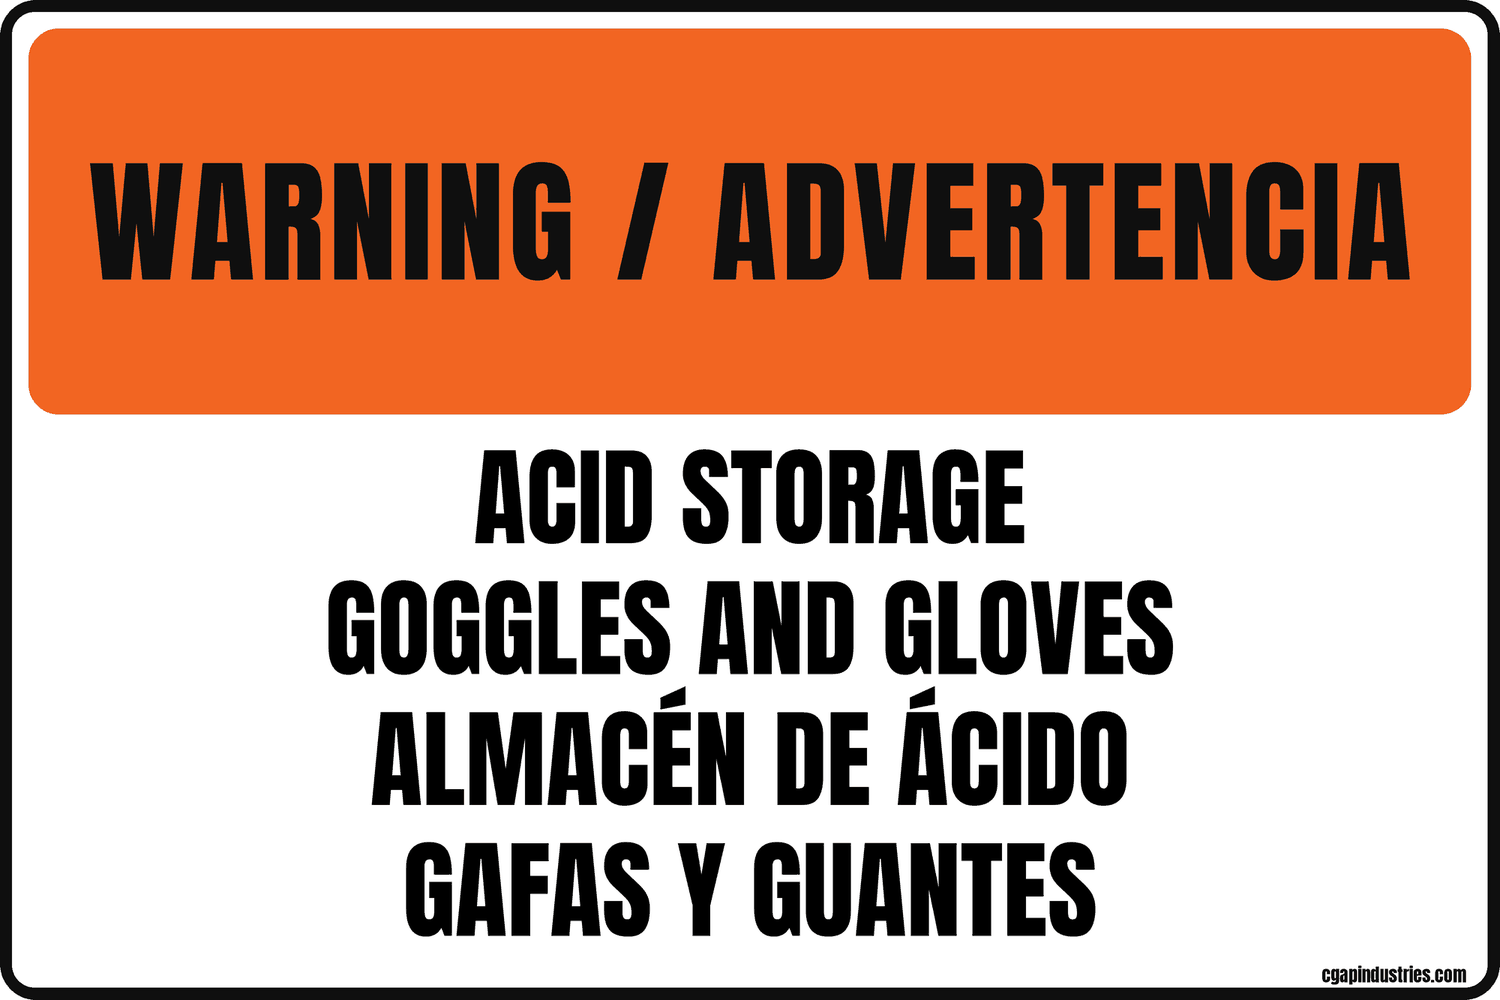 WARNING / ADVERTENCIA
ACID STORAGE
GOGGLES AND GLOVES
ALMACÉN DE ÁCIDO
GAFAS Y GUANTES
cgapindustries.com